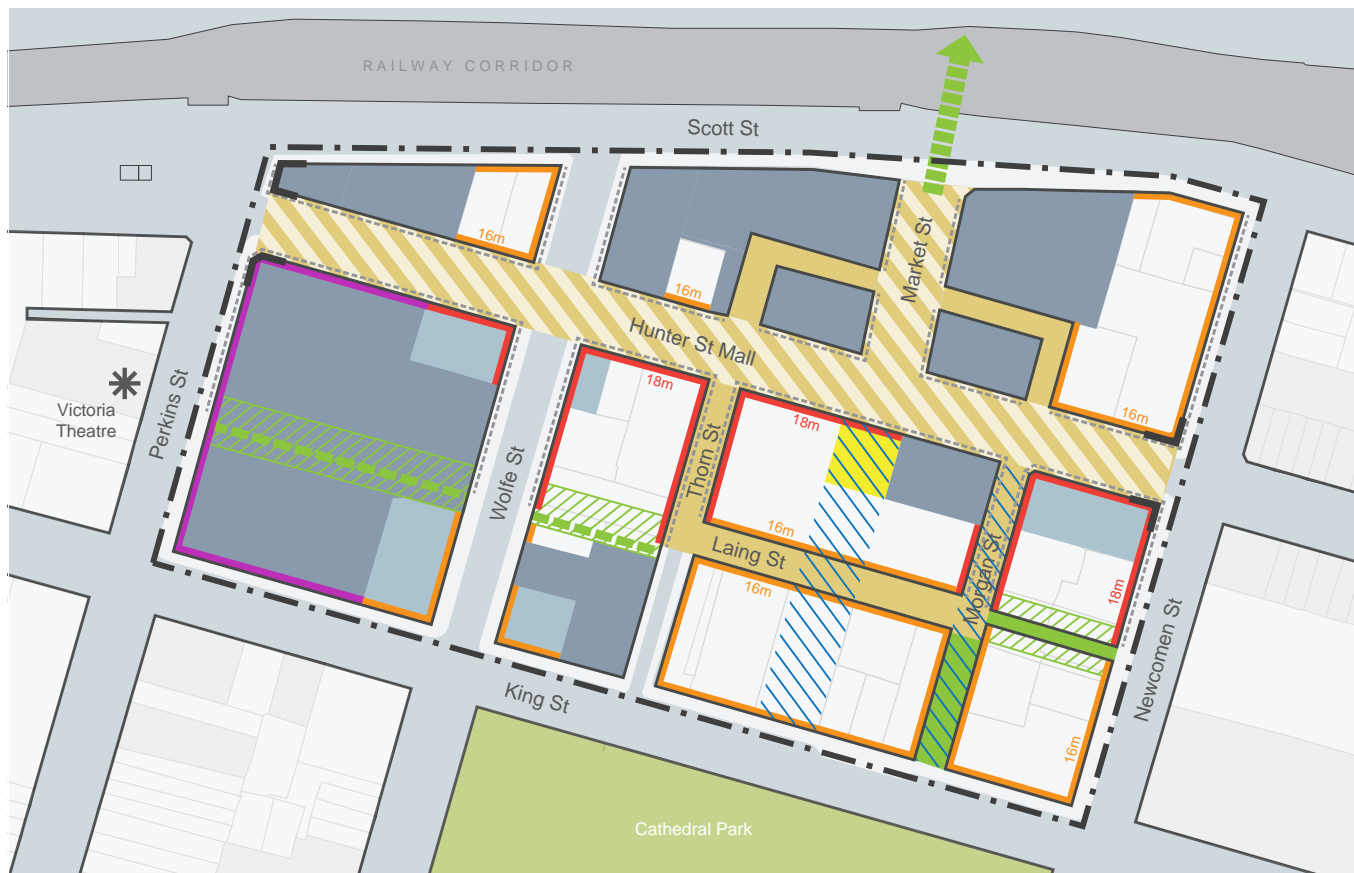 RAILWAY CORRIDOR
Scott St
16m
16m
Market St
Hunter St Mall
Victoria
Theatre
Perkins St
Wolfe St
18m
Thorn St
18m
16m
16m
Laing St
16m
Morgan St
18m
Newcomen St
16m
King St
Cathedral Park